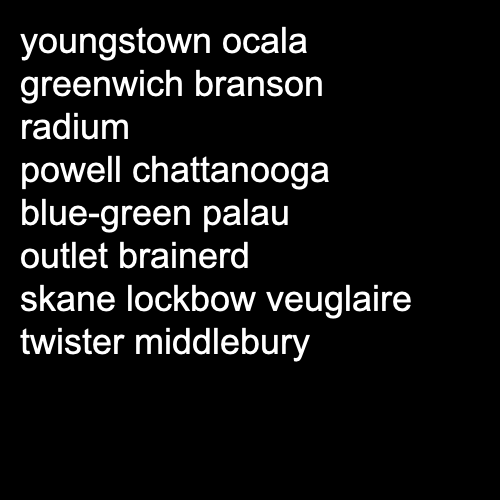 youngstown ocala
greenwich branson
radium
powell chattanooga
blue-green palau
outlet brainerd
skane lockbow veuglaire
twister middlebury